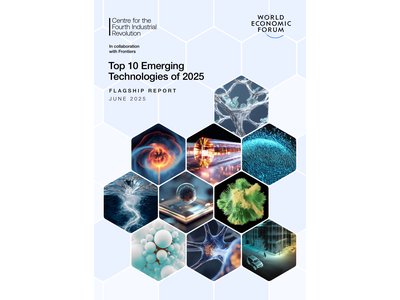 Centre for the
Fourth Industrial
Revolution
WORLD
ECONOMIC
FORUM
In collaboration
with Frontiers
Top 10 Emerging
Technologies of 2025
FLAGSHIP REPORT
JUNE 2025